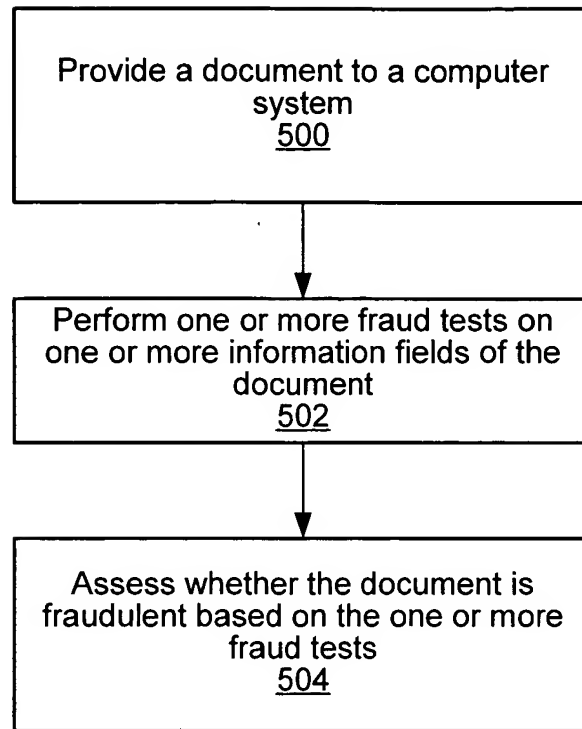 Provide a document to a computer
system
500
Perform one or more fraud tests on
one or more information fields of the
document
502
Assess whether the document is
fraudulent based on the one or more
fraud tests
504